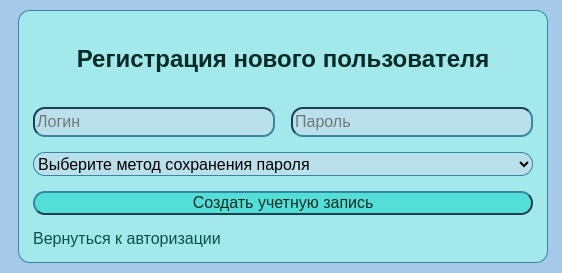 Регистрация нового пользователя
Логин Пароль
Выберите метод сохранения пароля
Создать учетную запись
Вернуться к авторизации